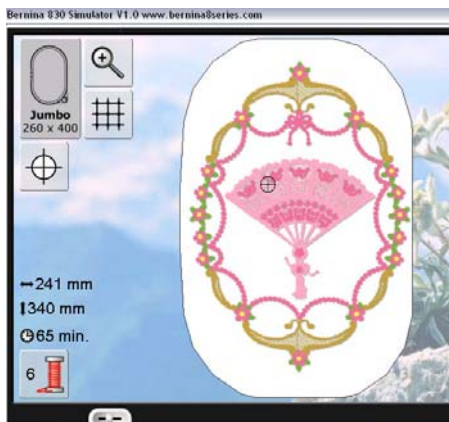 Bernina 830 Simulator V1.0 www.bernina8series.com
Jumbo
260 x 400
241 mm
340 mm
65 min.
6